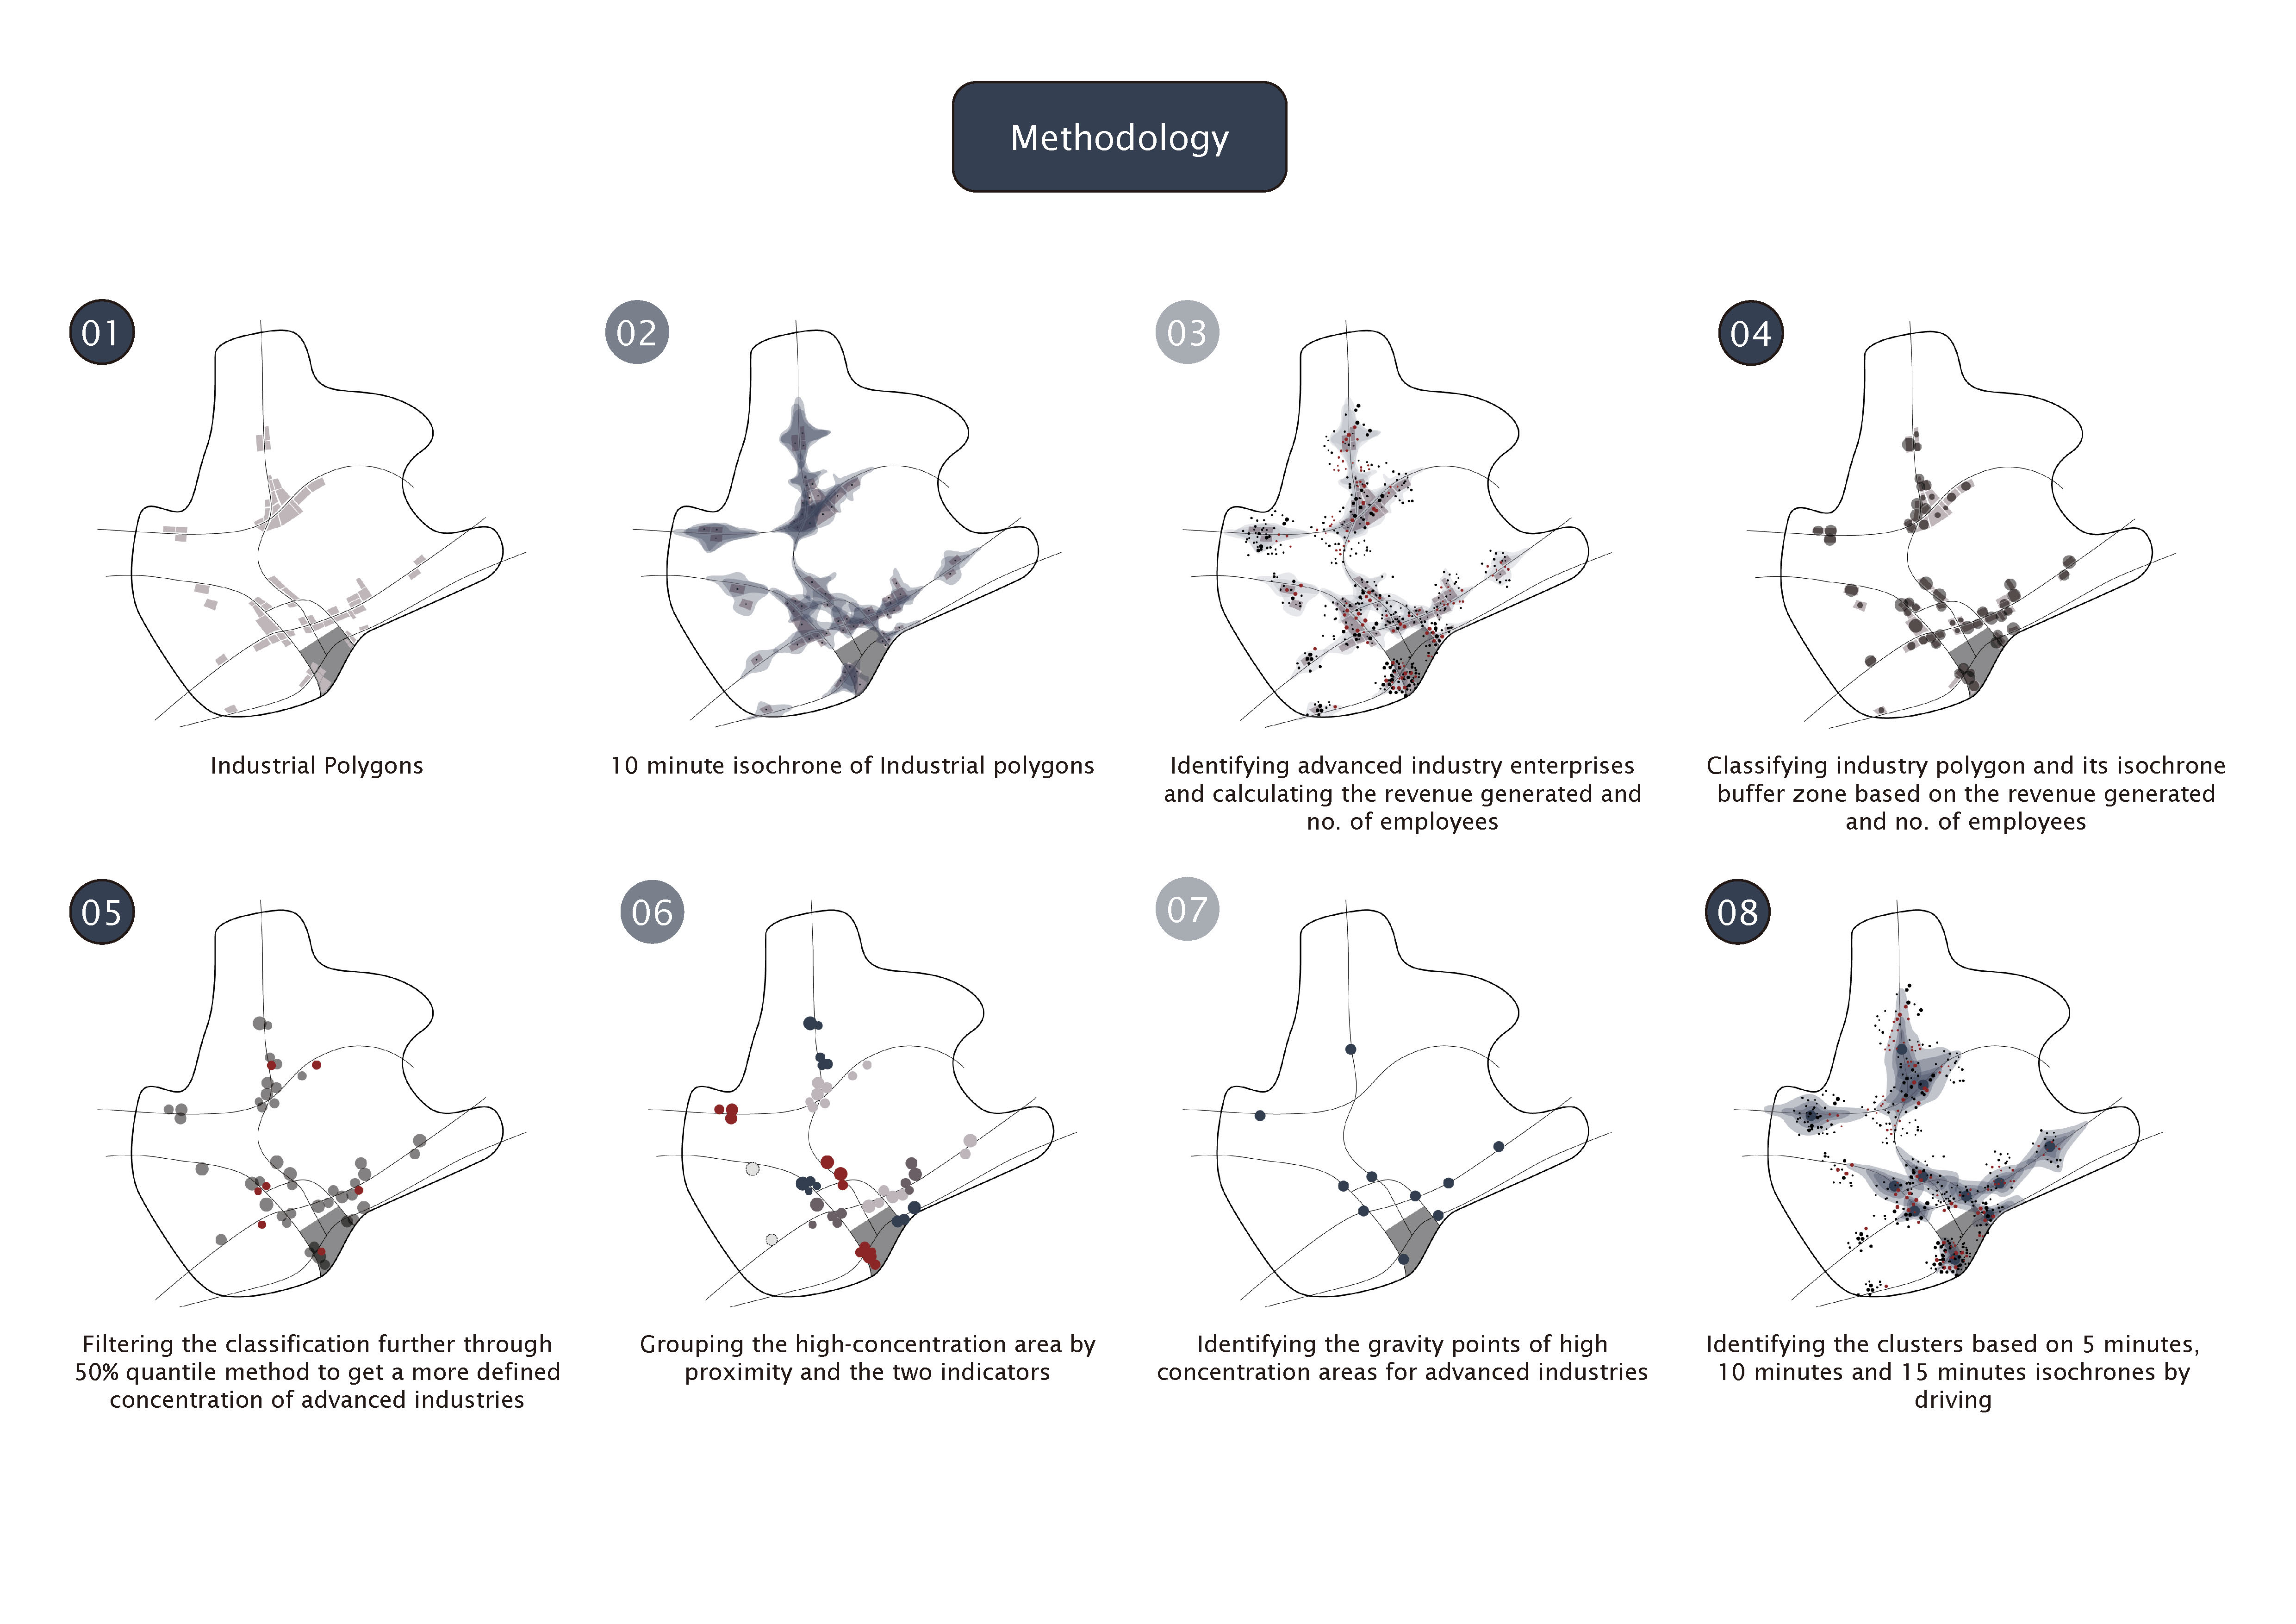 Methodology
01
02
03
04
Industrial Polygons
10 minute isochrone of Industrial polygons
Identifying advanced industry enterprises
and calculating the revenue generated and
no. of employees
Classifying industry polygon and its isochrone
buffer zone based on the revenue generated
and no. of employees
05
06
07
08
Filtering the classification further through
50% quantile method to get a more defined
concentration of advanced industries
Grouping the high-concentration area by
proximity and the two indicators
Identifying the gravity points of high
concentration areas for advanced industries
Identifying the clusters based on 5 minutes,
10 minutes and 15 minutes isochrones by
driving